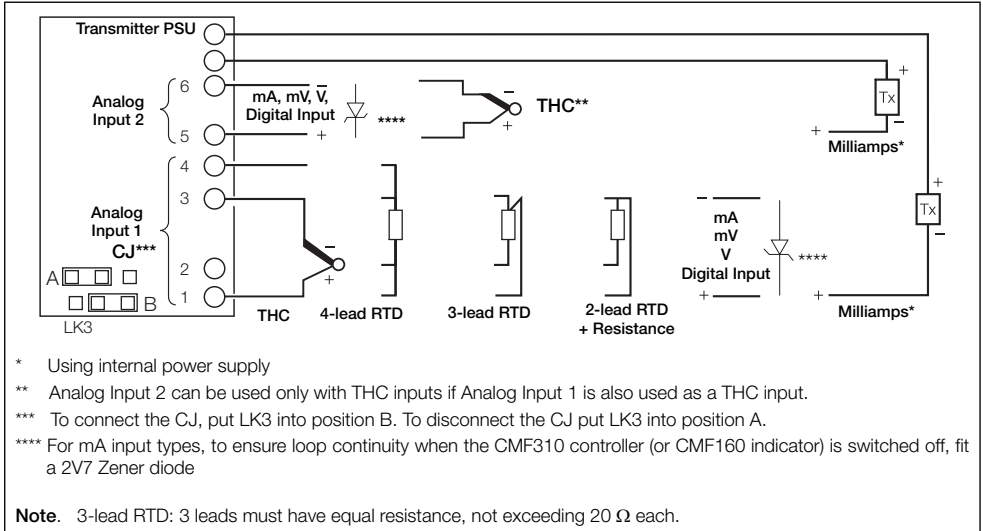 Transmitter PSU
Analog
Input 2
6
5
mA, mV, V,
Digital Input
−
+
****
−
THC**
+
+
Tx
−
+ Milliamps*
Analog
Input 1
CJ***
4
3
2
1
A
B
LK3
−
+
THC
4-lead RTD
3-lead RTD
2-lead RTD
+ Resistance
−
mA
mV
V
Digital Input
+
****
+
Tx
−
+
Milliamps*
* Using internal power supply
** Analog Input 2 can be used only with THC inputs if Analog Input 1 is also used as a THC input.
*** To connect the CJ, put LK3 into position B. To disconnect the CJ put LK3 into position A.
**** For mA input types, to ensure loop continuity when the CMF310 controller (or CMF160 indicator) is switched off, fit
a 2V7 Zener diode
Note. 3-lead RTD: 3 leads must have equal resistance, not exceeding 20 Ω each.